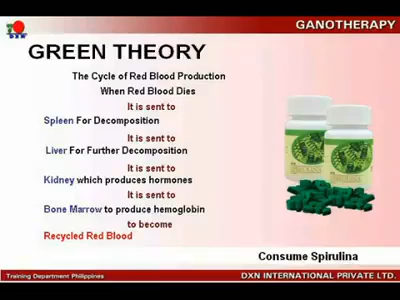 GANOTHERAPY
DXN
GREEN THEORY
The Cycle of Red Blood Production
When Red Blood Dies
It is sent to
Spleen For Decomposition
It is sent to
Liver For Further Decomposition
It is sent to
Kidney which produces hormones
It is sent to
Bone Marrow to produce hemoglobin
to become
Recycled Red Blood
Consume Spirulina
Training Department Philippines
DXN INTERNATIONAL PRIVATE LTD.